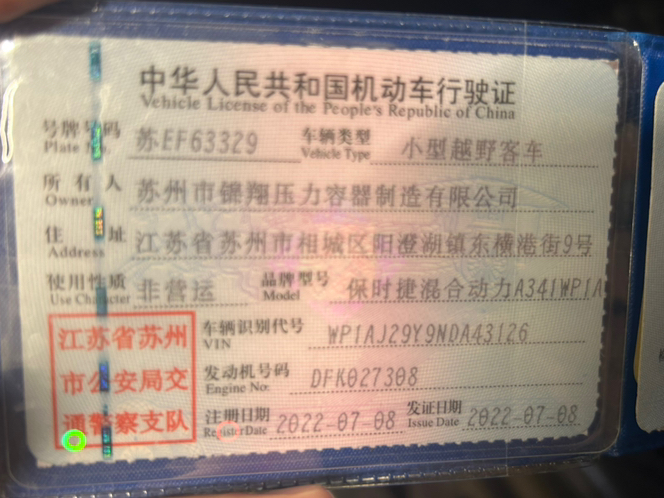 中华人民共和国机动车行驶证
Vehicle License of the People's Republic of China
号牌号码 苏EF63329 车辆类型 小型越野客车
Plate No. Vehicle Type
所有人 苏州市锦翔压力容器制造有限公司
Owner
住址 江苏省苏州市相城区阳澄湖镇东横港街9号
Address
使用性质 非营运 品牌型号 保时捷混合动力A341WP1A
Use Character Model
江苏省苏州
市公安局交
通警察支队
车辆识别代号 WP1AJ29Y9NDA43126
VIN
发动机号码 DFK027308
Engine No.
注册日期 2022-07-08 发证日期 2022-07-08
Register Date Issue Date